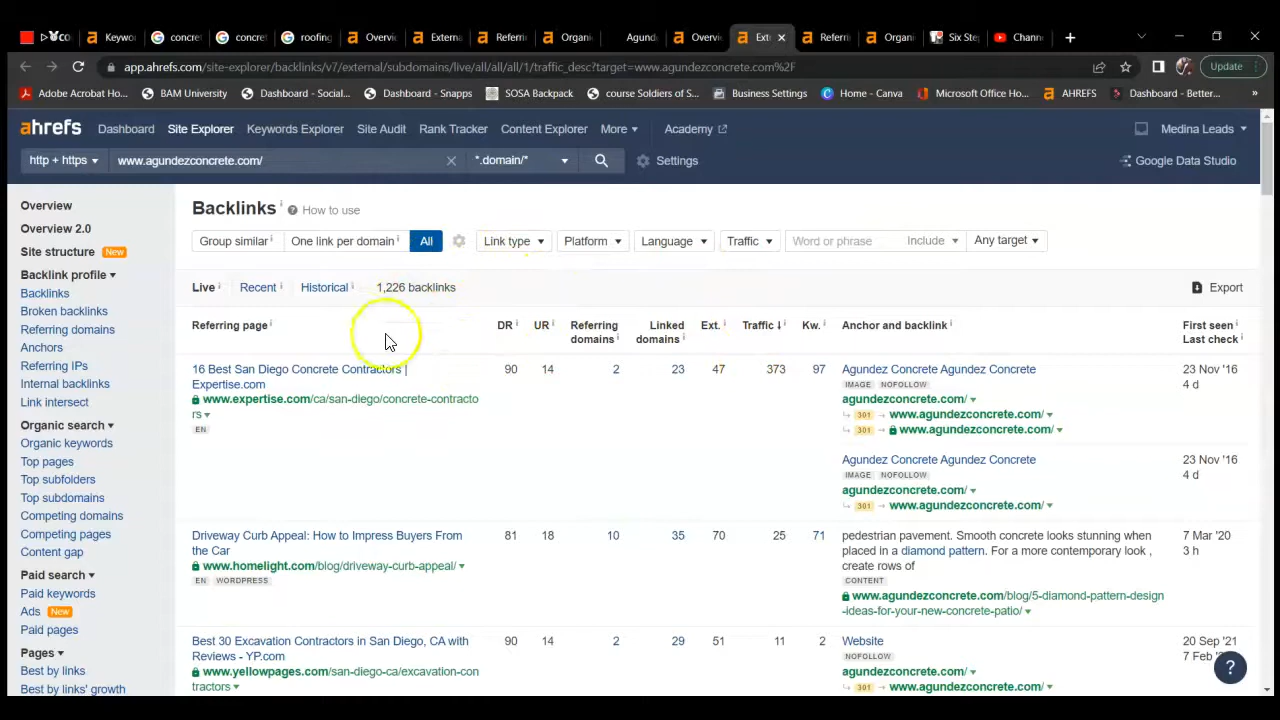 CO
Keywo
concre
concret
roofing
Overvi
Externa
Referri
Organi
Agund
Overvi
Exte
Referri
Organi
Six Ste
Chann
app.ahrefs.com/site-explorer/backlinks/v7/external/subdomains/live/all/all/all/1/traffic_desc?target=www.agundezconcrete.com%2F
Update
Adobe Acrobat Ho...
BAM University
Dashboard - Social...
Dashboard - Snapps
SOSA Backpack
course Soldiers of S...
Business Settings
Home - Canva
Microsoft Office Ho...
AHREFS
Dashboard - Better...
»
ahrefs
Dashboard
Site Explorer
Keywords Explorer
Site Audit
Rank Tracker
Content Explorer
More
Academy
Medina Leads
http + https
www.agundezconcrete.com/
*.domain/*
Settings
Google Data Studio
Overview
Overview 2.0
Site structure New
Backlink profile
Backlinks
Broken backlinks
Referring domains
Anchors
Referring IPs
Internal backlinks
Link intersect
Organic search
Organic keywords
Top pages
Top subfolders
Top subdomains
Competing domains
Competing pages
Content gap
Paid search
Paid keywords
Ads New
Paid pages
Pages
Best by links
Best by links' growth
Backlinks
How to use
Group similar
One link per domain
All
Link type
Platform
Language
Traffic
Word or phrase
Include
Any target
Live
Recent
Historical
1,226 backlinks
Export
Referring page
DR
UR
Referring
domains
Linked
domains
Ext.
Traffic
Kw.
Anchor and backlink
First seen
Last check
16 Best San Diego Concrete Contractors |
Expertise.com
www.expertise.com/ca/san-diego/concrete-contracto
rs
EN
90
14
2
23
47
373
97
Agundez Concrete Agundez Concrete
IMAGE NOFOLLOW
agundezconcrete.com/
301 www.agundezconcrete.com/
301 www.agundezconcrete.com/
23 Nov '16
4 d
Agundez Concrete Agundez Concrete
IMAGE NOFOLLOW
agundezconcrete.com/
301 www.agundezconcrete.com/
23 Nov '16
4 d
Driveway Curb Appeal: How to Impress Buyers From
the Car
www.homelight.com/blog/driveway-curb-appeal/
EN WORDPRESS
81
18
10
35
70
25
71
pedestrian pavement. Smooth concrete looks stunning when
placed in a diamond pattern. For a more contemporary look ,
create rows of
CONTENT
www.agundezconcrete.com/blog/5-diamond-pattern-design
-ideas-for-your-new-concrete-patio/
7 Mar '20
3 h
Best 30 Excavation Contractors in San Diego, CA with
Reviews - YP.com
www.yellowpages.com/san-diego-ca/excavation-con
tractors
90
14
2
29
51
11
2
Website
NOFOLLOW
agundezconcrete.com/
301 www.agundezconcrete.com/
20 Sep '21
7 Feb
?